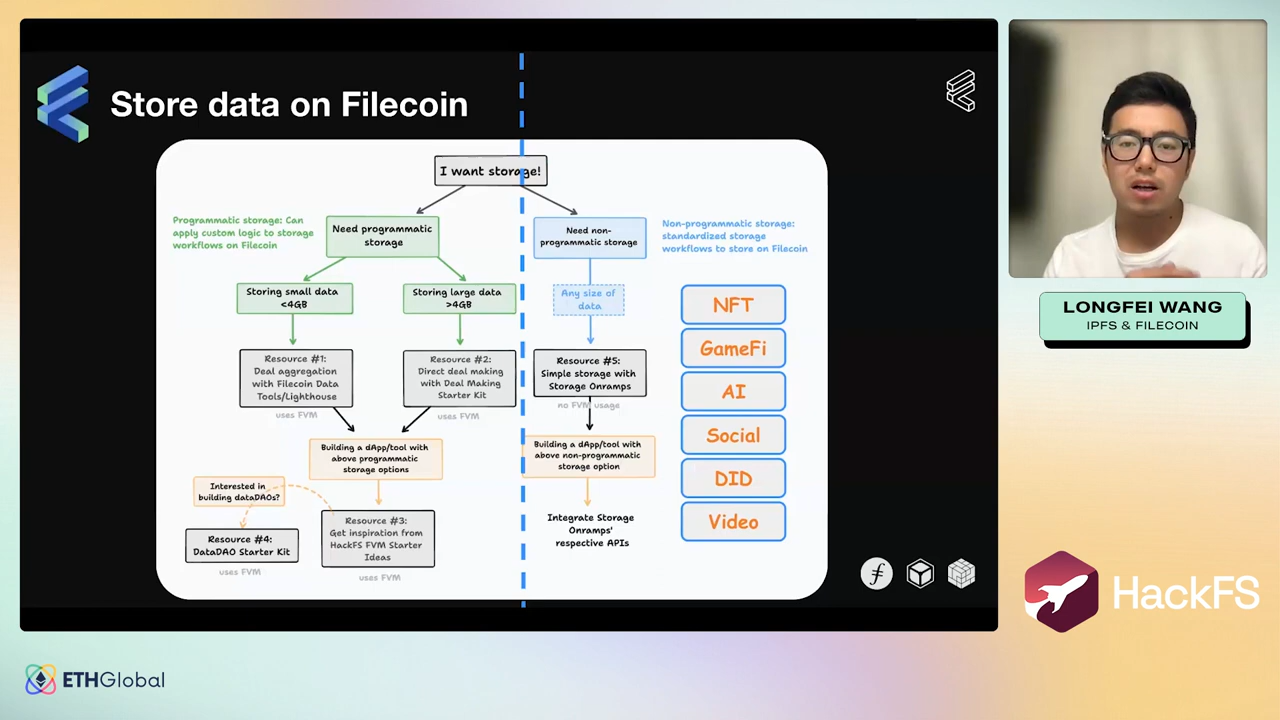 Store data on Filecoin
I want storage!
Programmatic storage: Can
apply custom logic to storage
workflows on Filecoin
Need programmatic
storage
Need non-
programmatic storage
Non-programmatic storage:
standardized storage
workflows to store on Filecoin
Storing small data
<4GB
Storing large data
>4GB
Any size of
data
Resource #1:
Deal aggregation
with Filecoin Data
Tools/Lighthouse
uses FVM
Resource #2:
Direct deal making
with Deal Making
Starter Kit
uses FVM
Resource #5:
Simple storage with
Storage Onramps
no FVM usage
Building a dApp/tool with
above programmatic
storage options
Building a dApp/tool with
above non-programmatic
storage option
Interested in
building dataDAOs?
Resource #4:
DataDAO Starter Kit
uses FVM
Resource #3:
Get inspiration from
HackFS FVM Starter
Ideas
uses FVM
Integrate Storage
Onramps'
respective APIs
NFT
GameFi
AI
Social
DID
Video
LONGFEI WANG
IPFS & FILECOIN
HackFS
ETHGlobal